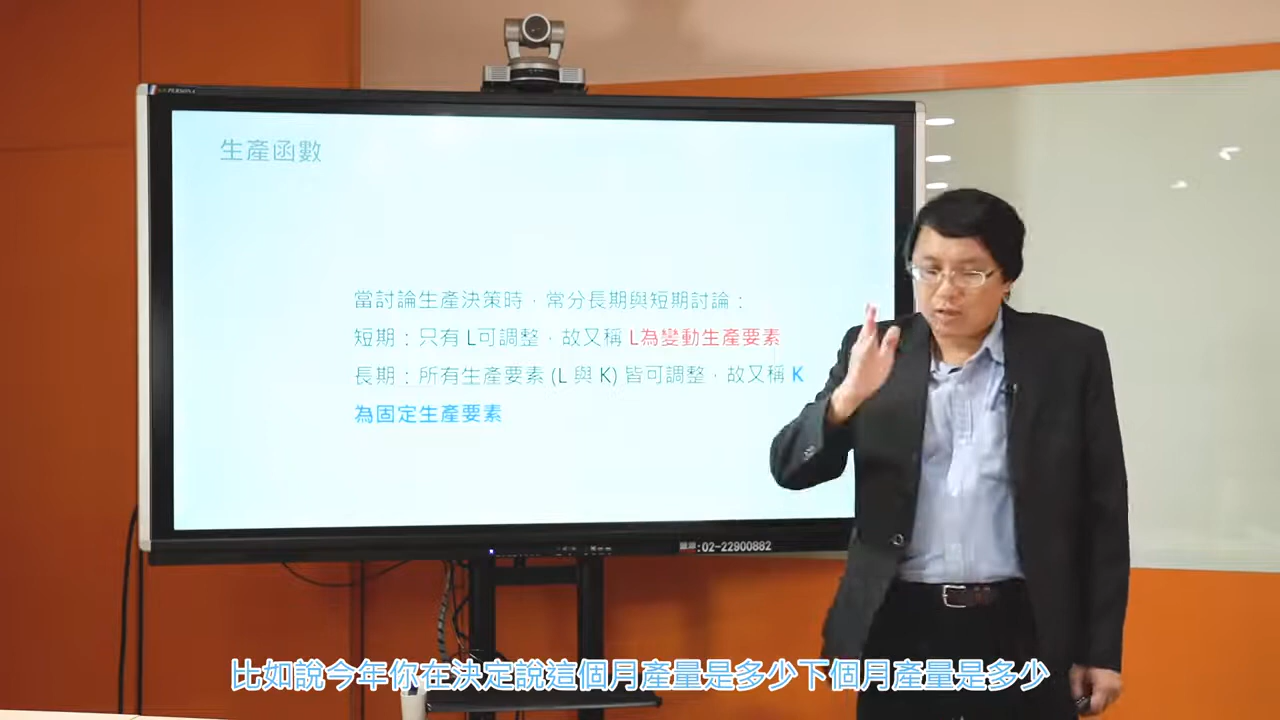 生產函數
當討論生產決策時，常分長期與短期討論：
短期：只有 L可調整，故又稱 L為變動生產要素
長期：所有生產要素 (L 與 K) 皆可調整，故又稱 K
為固定生產要素
:02-22900882
比如說今年你在決定說這個月產量是多少下個月產量是多少